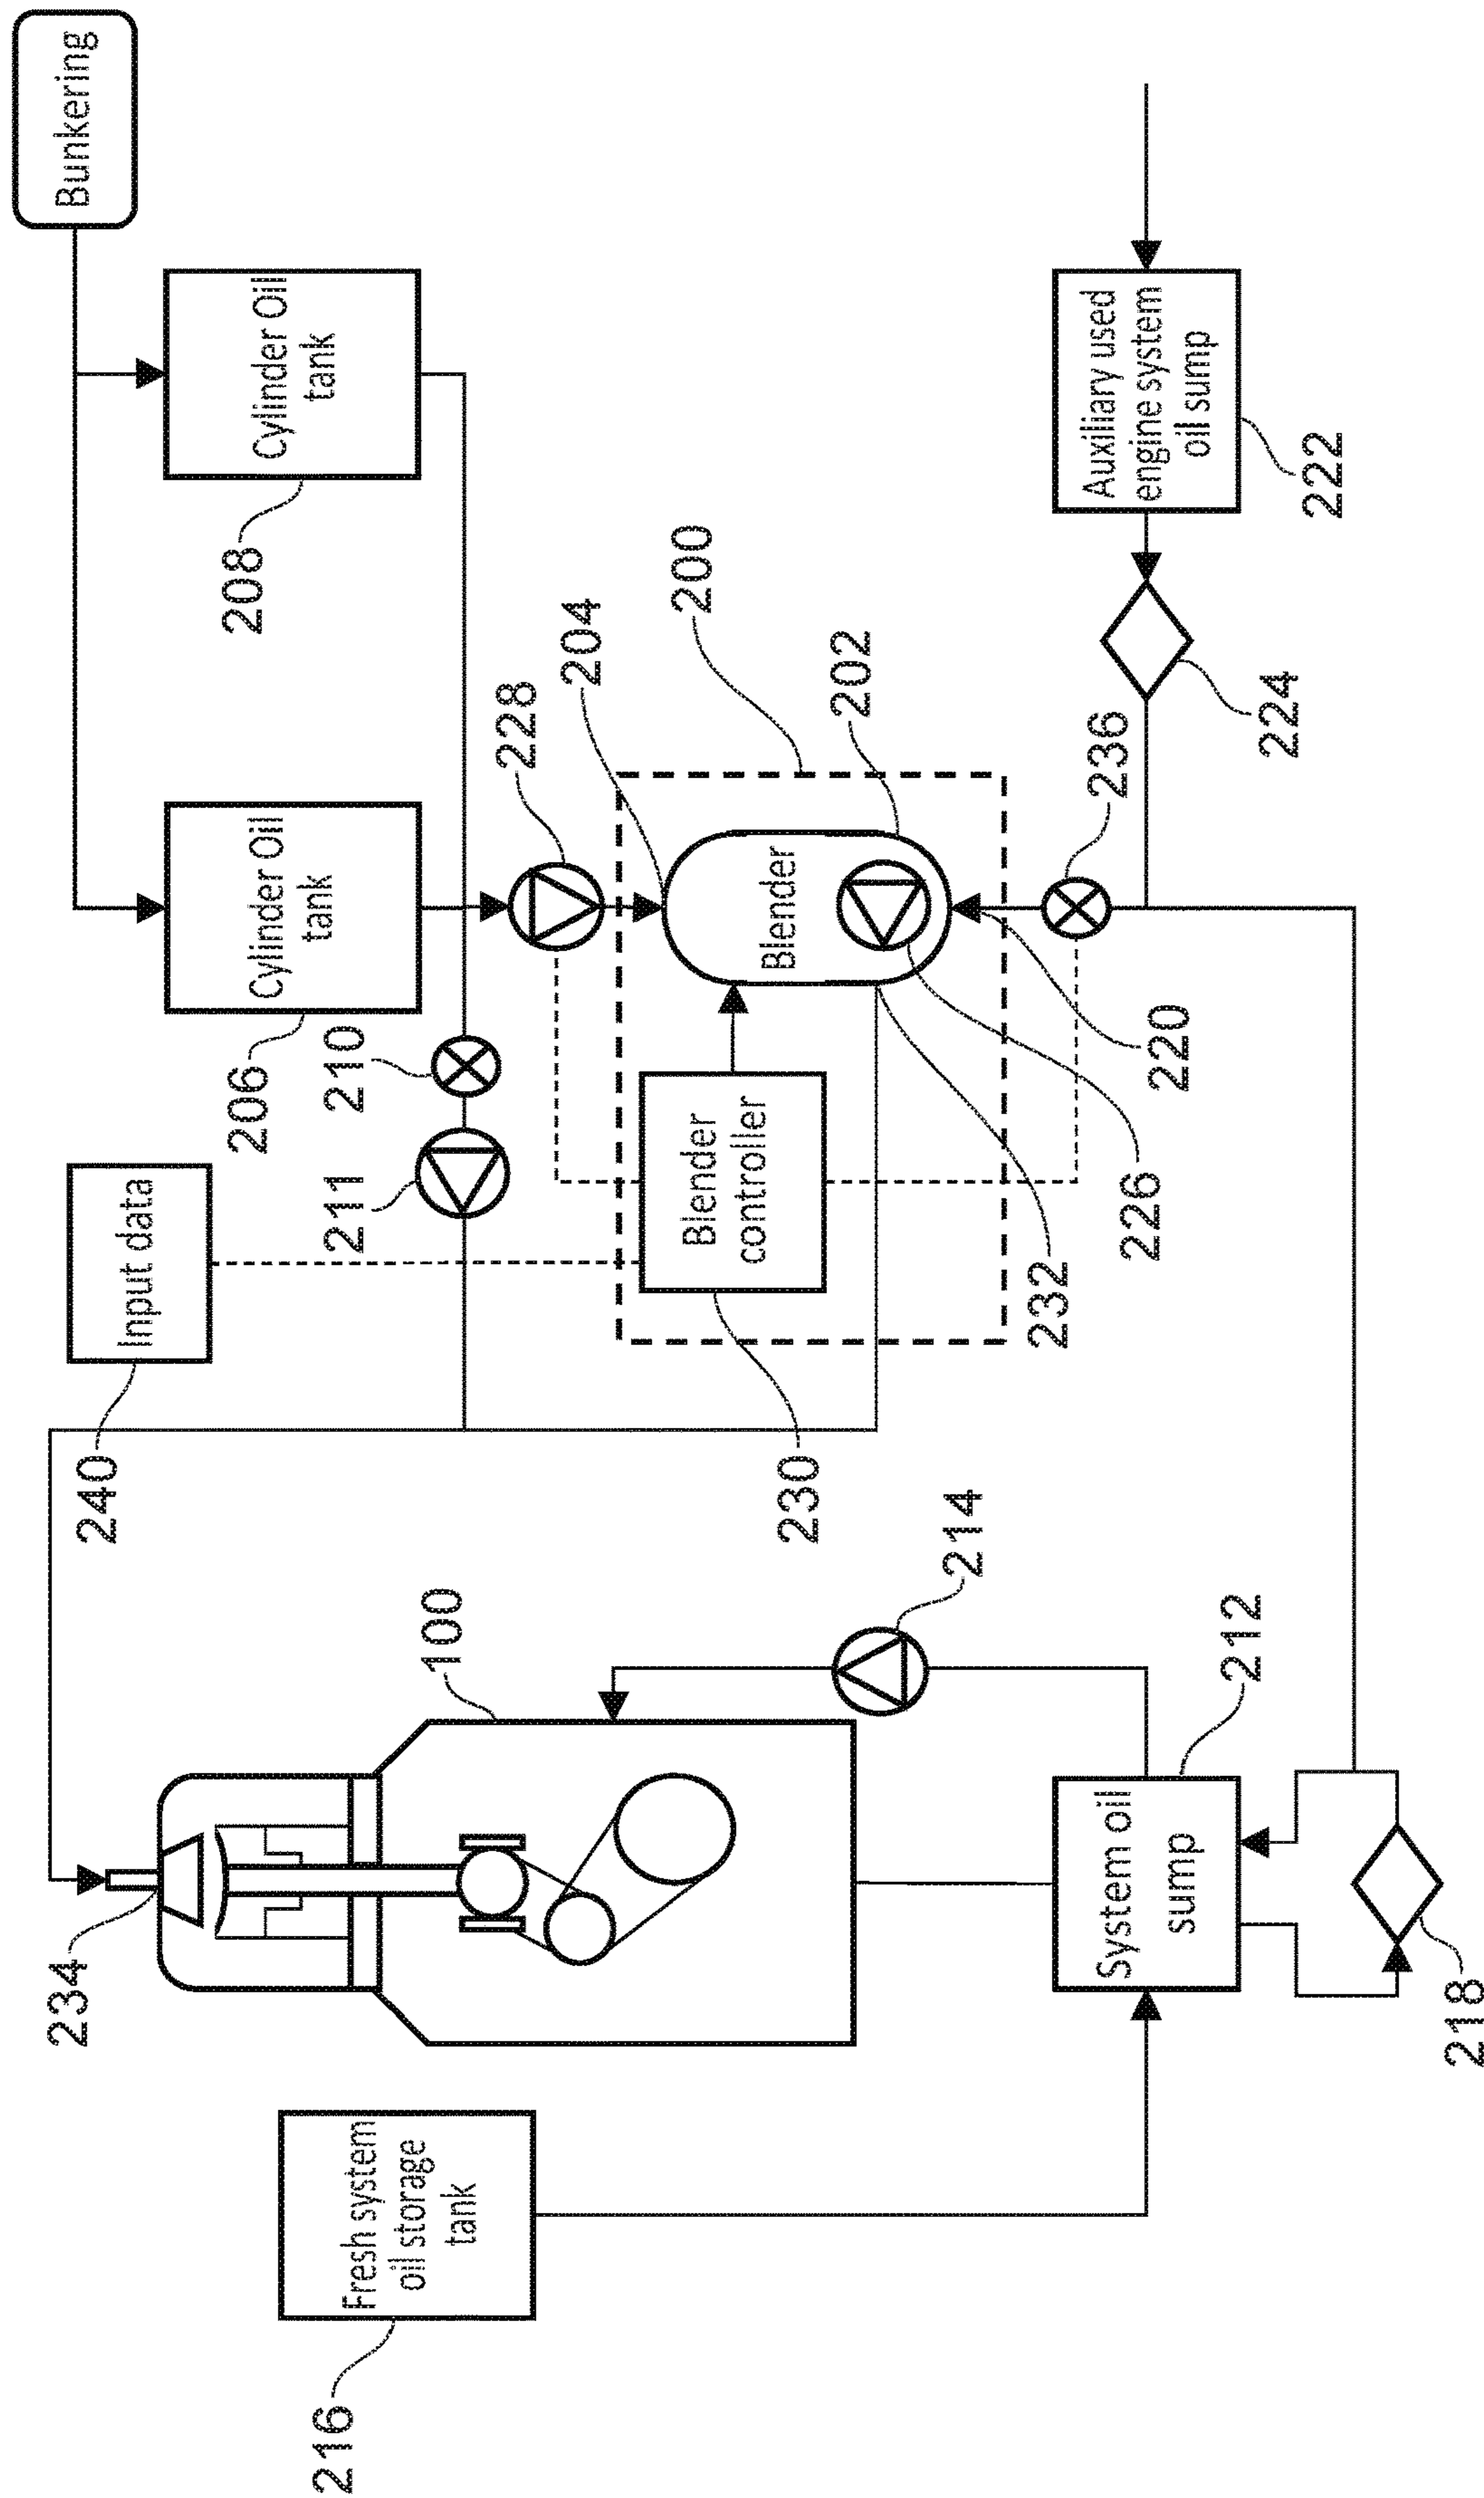 234
240
Bunkering
Input data
206
Cylinder Oil
tank
208
Cylinder Oil
tank
216
Fresh system
oil storage
tank
100
211
210
228
204
200
Blender
controller
Blender
202
230
214
232
226
220
236
System oil
sump
212
Auxiliary used
engine system
oil sump
224
222
218